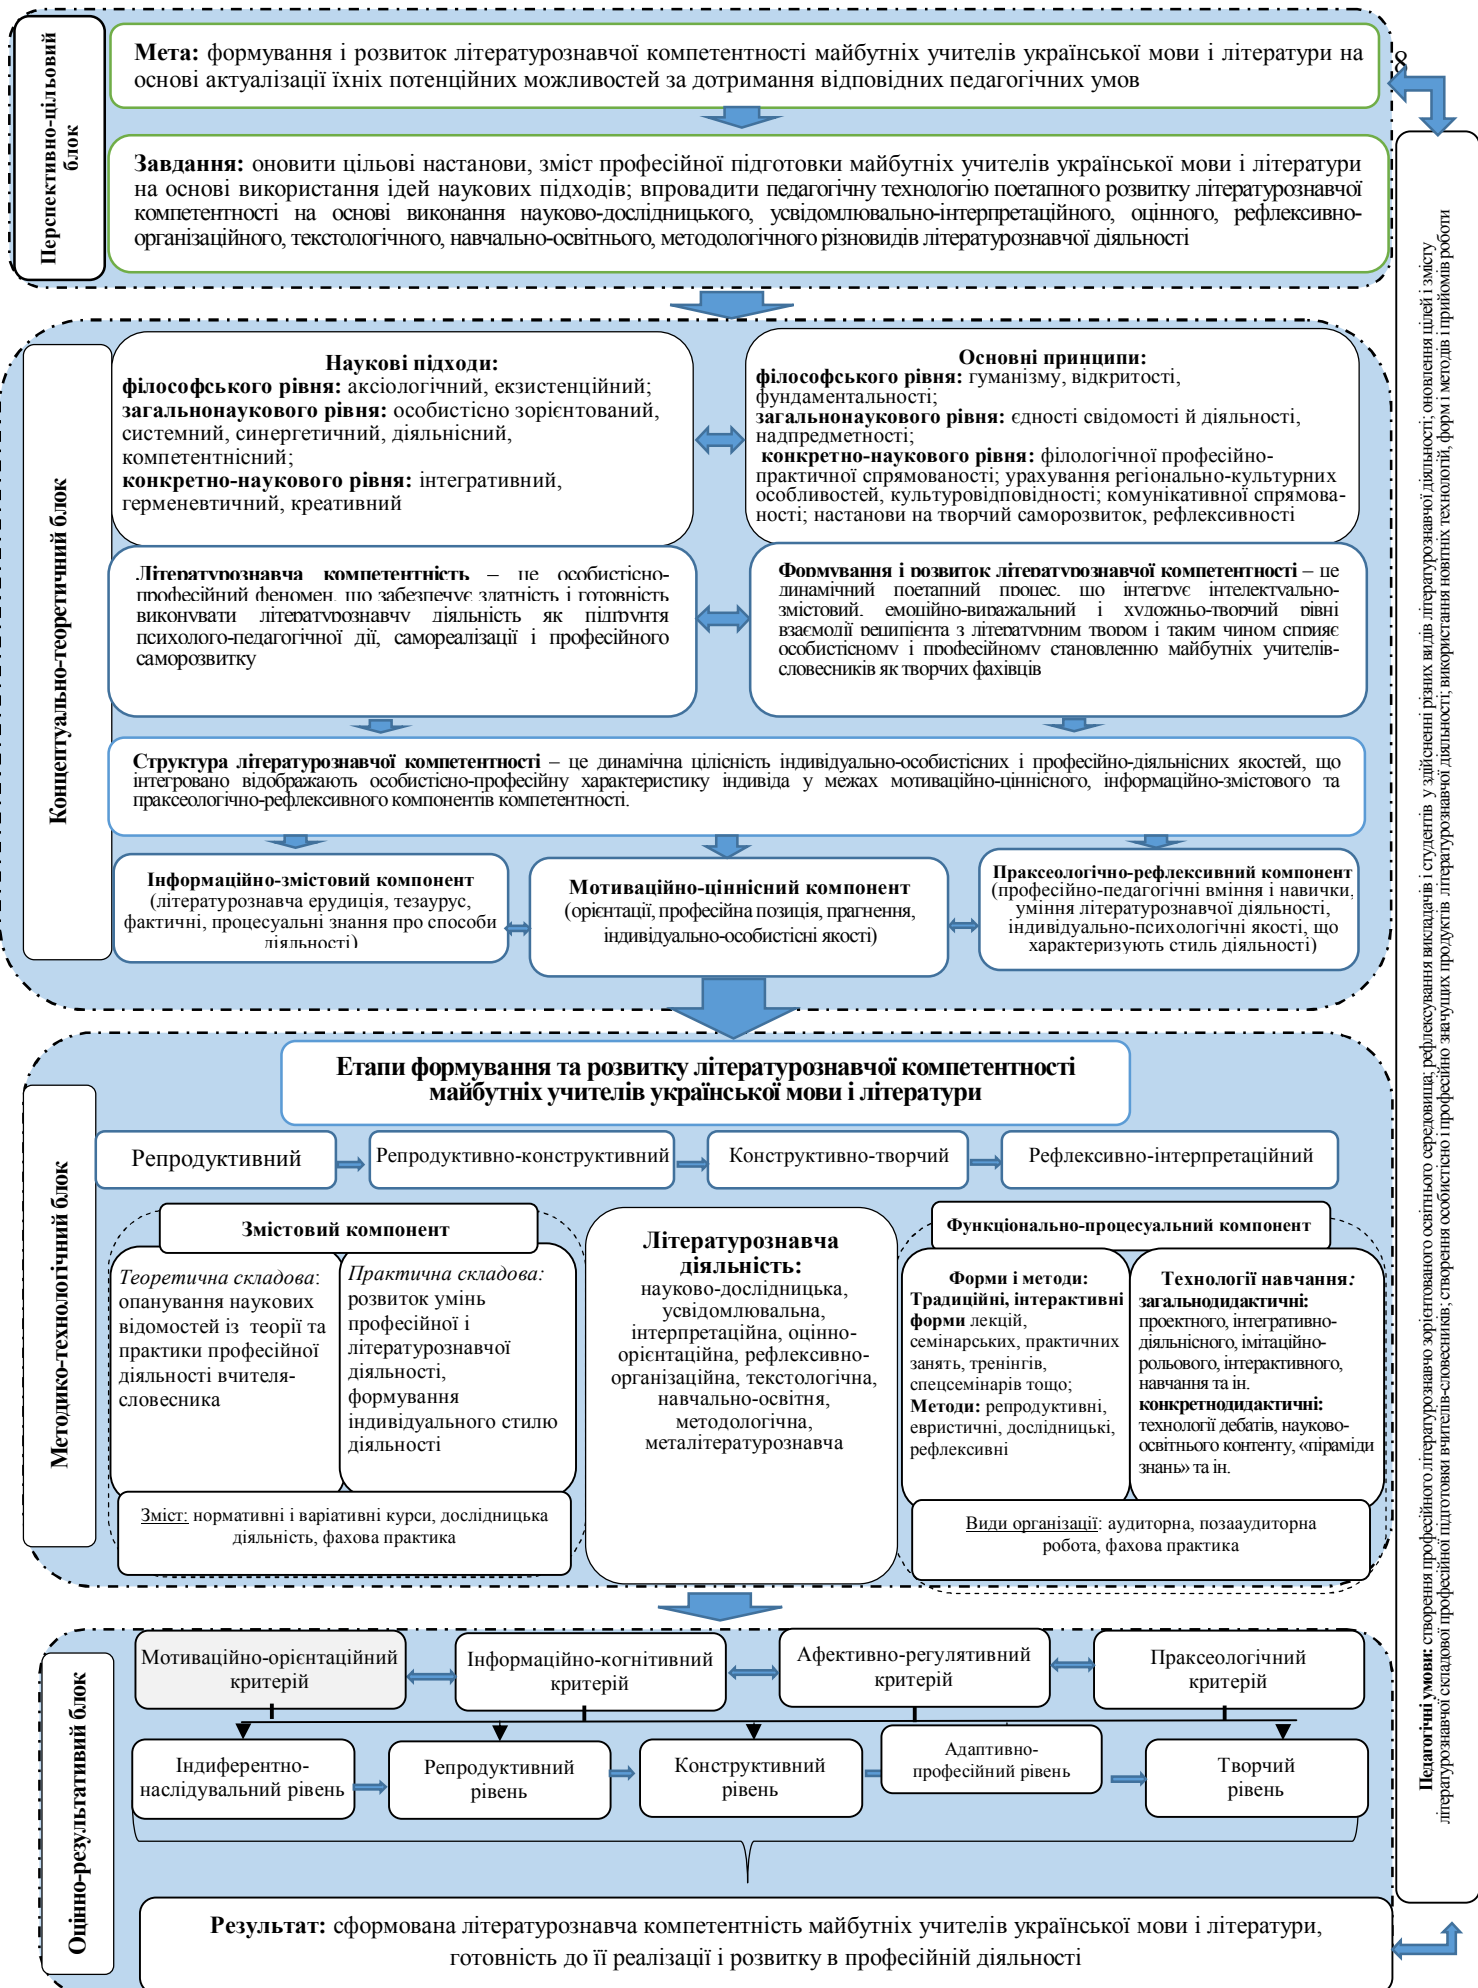 8
Перспективно-цільовий
блок
Мета: формування і розвиток літературознавчої компетентності майбутніх учителів української мови і літератури на
основі актуалізації їхніх потенційних можливостей за дотримання відповідних педагогічних умов
Завдання: оновити цільові настанови, зміст професійної підготовки майбутніх учителів української мови і літератури
на основі використання ідей наукових підходів; впровадити педагогічну технологію поетапного розвитку літературознавчої
компетентності на основі виконання науково-дослідницького, усвідомлювально-інтерпретаційного, оцінного, рефлексивно-
організаційного, текстологічного, навчально-освітнього, методологічного різновидів літературознавчої діяльності
Концептуально-теоретичний блок
Наукові підходи:
філософського рівня: аксіологічний, екзистенційний;
загальнонаукового рівня: особистісно зорієнтований,
системний, синергетичний, діяльнісний,
компетентнісний;
конкретно-наукового рівня: інтегративний,
герменевтичний, креативний
Основні принципи:
філософського рівня: гуманізму, відкритості,
фундаментальності;
загальнонаукового рівня: єдності свідомості й діяльності,
надпредметності;
конкретно-наукового рівня: філологічної професійно-
практичної спрямованості; урахування регіонально-культурних
особливостей, культуровідповідності; комунікативної спрямова-
ності; настанови на творчий саморозвиток, рефлексивності
Літературознавча компетентність – це особистісно-
професійний феномен, що забезпечує здатність і готовність
виконувати літературознавчу діяльність як підґрунтя
психолого-педагогічної дії, самореалізації і професійного
саморозвитку
Формування і розвиток літературознавчої компетентності – це
динамічний поетапний процес, що інтегрує інтелектуально-
змістовий, емоційно-виражальний і художньо-творчий рівні
взаємодії реципієнта з літературним твором і таким чином сприяє
особистісному і професійному становленню майбутніх учителів-
словесників як творчих фахівців
Структура літературознавчої компетентності – це динамічна цілісність індивідуально-особистісних і професійно-діяльнісних якостей, що
інтегровано відображають особистісно-професійну характеристику індивіда у межах мотиваційно-ціннісного, інформаційно-змістового та
праксеологічно-рефлексивного компонентів компетентності.
Інформаційно-змістовий компонент
(літературознавча ерудиція, тезаурус,
фактичні, процесуальні знання про способи
діяльності)
Мотиваційно-ціннісний компонент
(орієнтації, професійна позиція, прагнення,
індивідуально-особистісні якості)
Праксеологічно-рефлексивний компонент
(професійно-педагогічні вміння і навички,
уміння літературознавчої діяльності,
індивідуально-психологічні якості, що
характеризують стиль діяльності)
Методико-технологічний блок
Етапи формування та розвитку літературознавчої компетентності
майбутніх учителів української мови і літератури
Репродуктивний
Репродуктивно-конструктивний
Конструктивно-творчий
Рефлексивно-інтерпретаційний
Змістовий компонент
Теоретична складова:
опанування наукових
відомостей із теорії та
практики професійної
діяльності вчителя-
словесника
Практична складова:
розвиток умінь
професійної і
літературознавчої
діяльності,
формування
індивідуального стилю
діяльності
Зміст: нормативні і варіативні курси, дослідницька
діяльність, фахова практика
Літературознавча
діяльність:
науково-дослідницька,
усвідомлювальна,
інтерпретаційна, оцінно-
орієнтаційна, рефлексивно-
організаційна, текстологічна,
навчально-освітня,
методологічна,
металітературознавча
Функціонально-процесуальний компонент
Форми і методи:
Традиційні, інтерактивні
форми лекцій,
семінарських, практичних
занять, тренінгів,
спецсемінарів тощо;
Методи: репродуктивні,
евристичні, дослідницькі,
рефлексивні
Технології навчання:
загальнодидактичні:
проектного, інтегративно-
діяльнісного, імітаційно-
рольового, інтерактивного,
навчання та ін.
конкретнодидактичні:
технології дебатів, науково-
освітнього контенту, «піраміди
знань» та ін.
Види організації: аудиторна, позааудиторна
робота, фахова практика
Оцінно-результативий блок
Мотиваційно-орієнтаційний
критерій
Інформаційно-когнітивний
критерій
Афективно-регулятивний
критерій
Праксеологічний
критерій
Індиферентно-
наслідувальний рівень
Репродуктивний
рівень
Конструктивний
рівень
Адаптивно-
професійний рівень
Творчий
рівень
Результат: сформована літературознавча компетентність майбутніх учителів української мови і літератури,
готовність до її реалізації і розвитку в професійній діяльності
Педагогічні умови: створення професійного літературознавчо зорієнтованого освітнього середовища; рефлексування викладачів і студентів у здійсненні різних видів літературознавчої діяльності; оновлення цілей і змісту
літературознавчої складової професійної підготовки вчителів-словесників; створення особистісно і професійно значущих продуктів літературознавчої діяльності; використання новітніх технологій, форм і методів і прийомів роботи